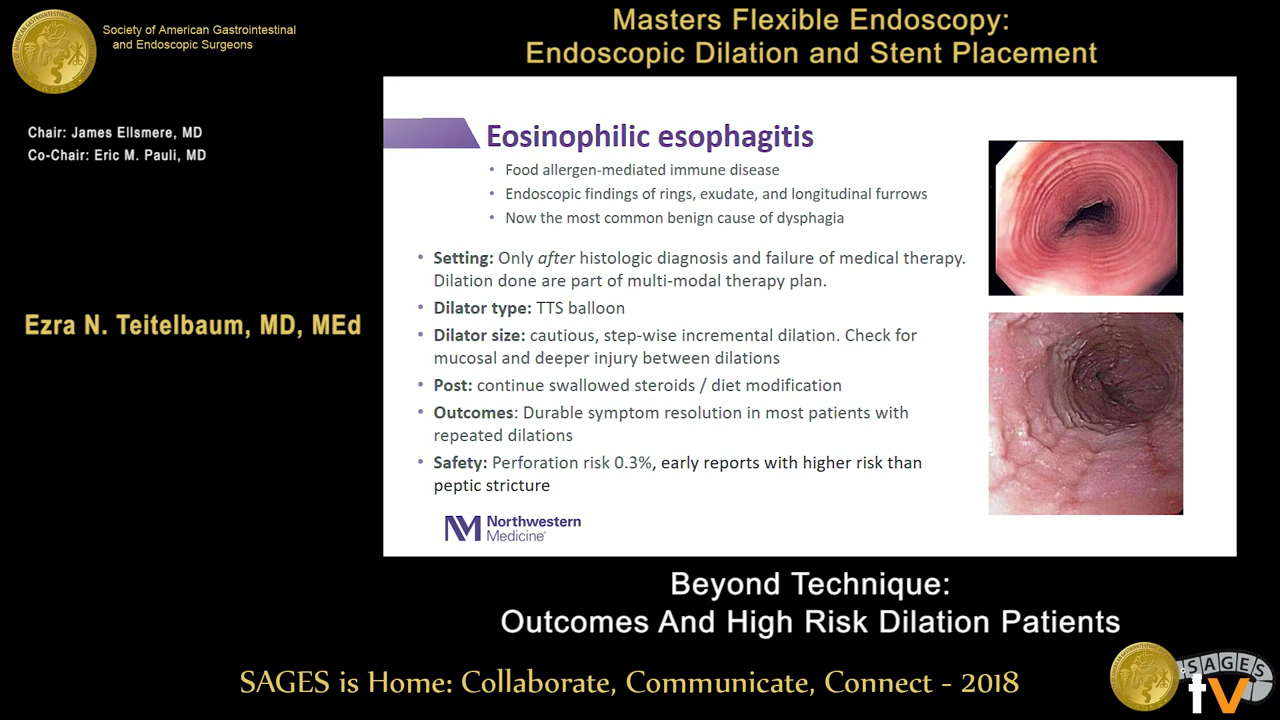 Society of American Gastrointestinal
and Endoscopic Surgeons
Masters Flexible Endoscopy:
Endoscopic Dilation and Stent Placement
Chair: James Ellsmere, MD
Co-Chair: Eric M. Pauli, MD
Ezra N. Teitelbaum, MD, MEd
Eosinophilic esophagitis
• Food allergen-mediated immune disease
• Endoscopic findings of rings, exudate, and longitudinal furrows
• Now the most common benign cause of dysphagia
• Setting: Only after histologic diagnosis and failure of medical therapy.
Dilation done are part of multi-modal therapy plan.
• Dilator type: TTS balloon
• Dilator size: cautious, step-wise incremental dilation. Check for
mucosal and deeper injury between dilations
• Post: continue swallowed steroids / diet modification
• Outcomes: Durable symptom resolution in most patients with
repeated dilations
• Safety: Perforation risk 0.3%, early reports with higher risk than
peptic stricture
NM Northwestern
Medicine®
Beyond Technique:
Outcomes And High Risk Dilation Patients
SAGES is Home: Collaborate, Communicate, Connect - 2018
SAGES
tv